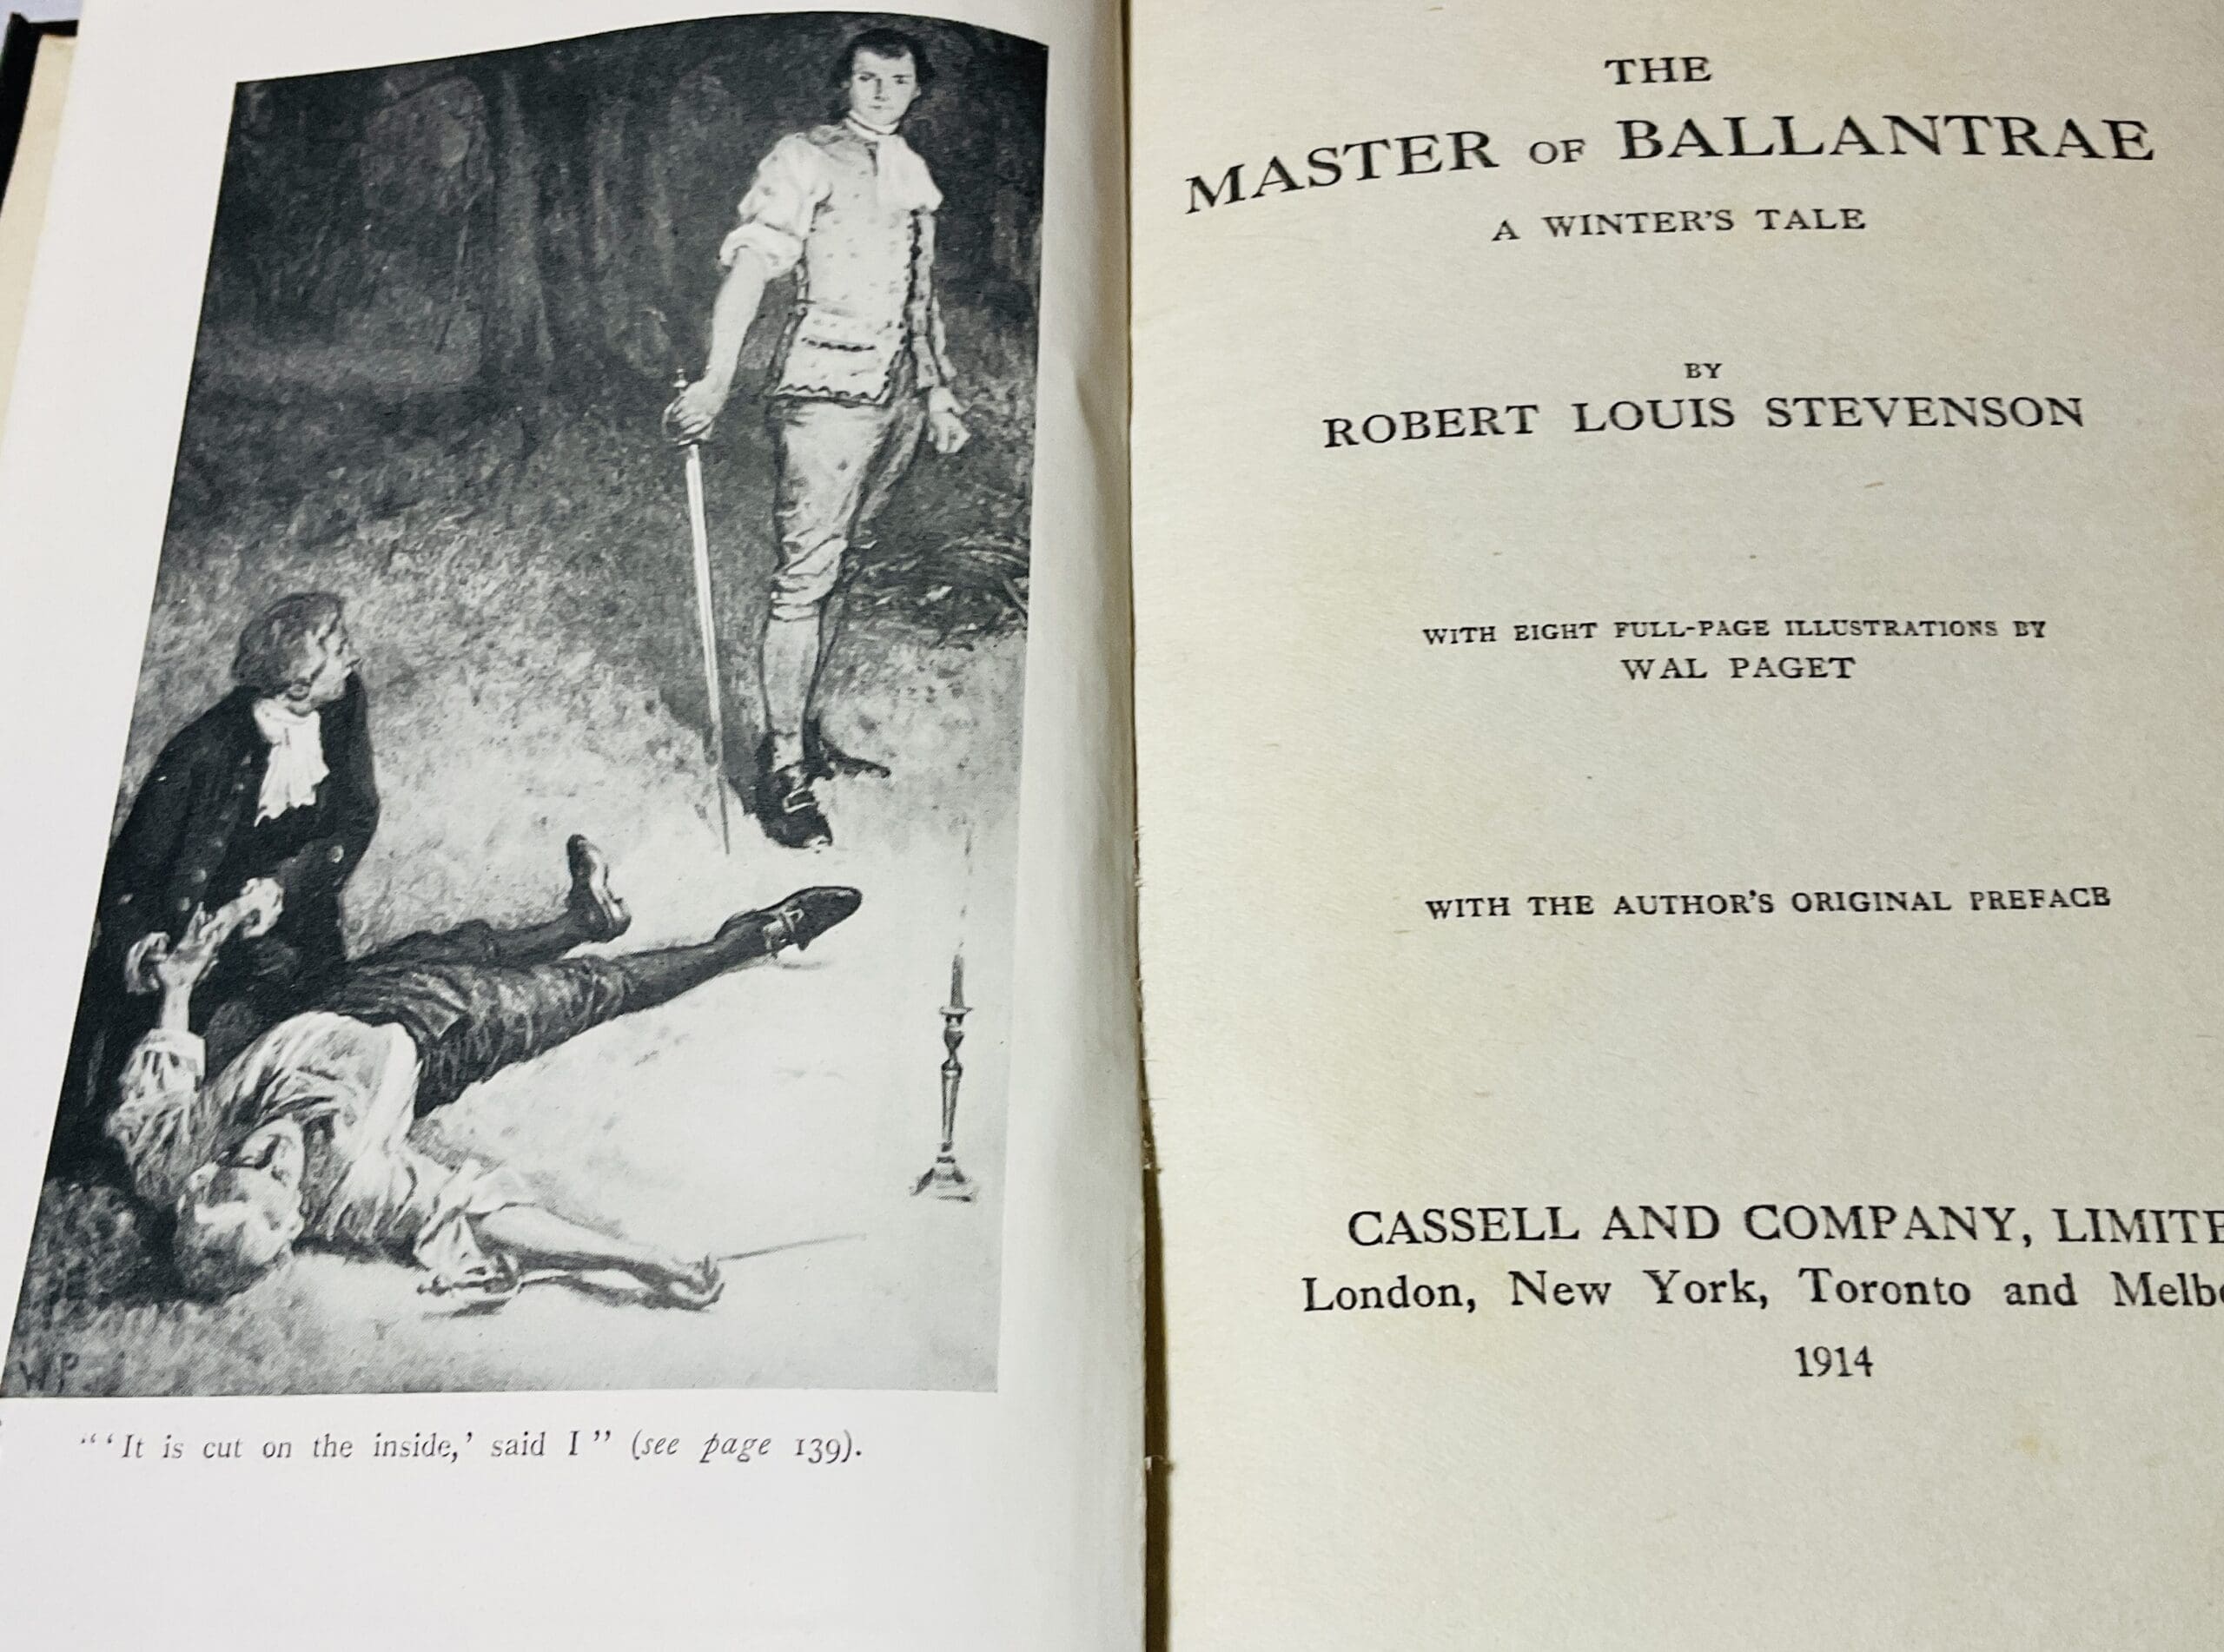 W P
"'It is cut on the inside,' said I" (see page 139).
THE
MASTER OF BALLANTRAE
A WINTER'S TALE
BY
ROBERT LOUIS STEVENSON
WITH EIGHT FULL-PAGE ILLUSTRATIONS BY
WAL PAGET
WITH THE AUTHOR'S ORIGINAL PREFACE
CASSELL AND COMPANY, LIMITE
London, New York, Toronto and Melb
1914